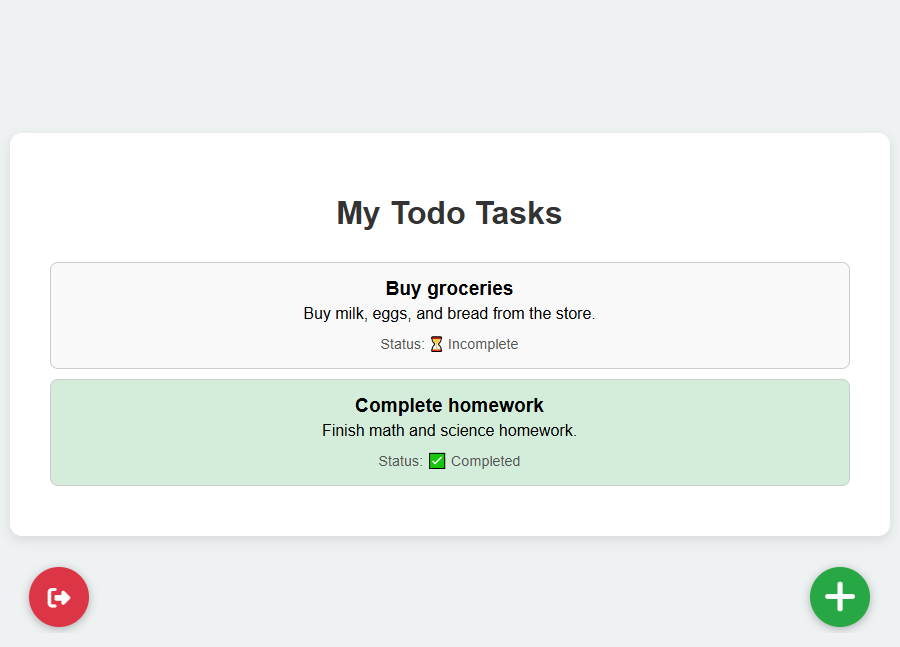 My Todo Tasks
Buy groceries
Buy milk, eggs, and bread from the store.
Status: ⏳ Incomplete
Complete homework
Finish math and science homework.
Status: ✅ Completed